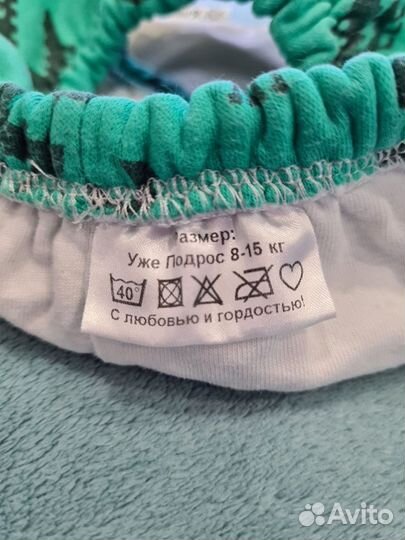 Размер:
Уже Подрос 8-15 кг
40°
С любовью и гордостью!
Avito